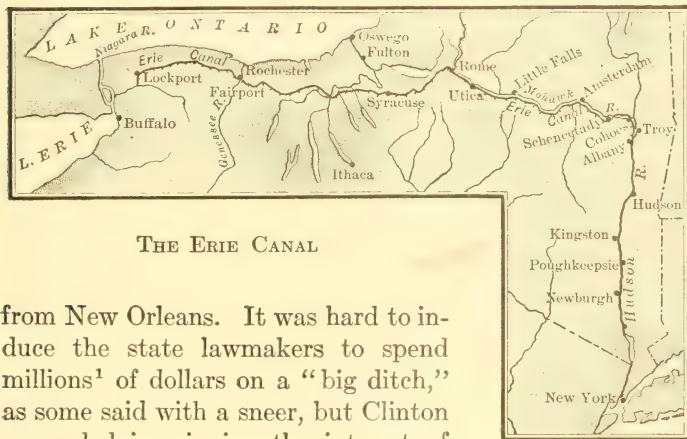 LAKE ONTARIO
Niagara R.
Erie Canal
Lockport
Rochester
Fairport
Genessee R.
Oswego
Fulton
Rome
Little Falls
Utica
Mohawk R.
Amsterdam
Erie Canal
Syracuse
Schenectady
Cohoes
Troy
Albany
L. ERIE
Buffalo
Ithaca
Hudson
Kingston
Poughkeepsie
Newburgh
Hudson R.
New York
THE ERIE CANAL
from New Orleans. It was hard to in-
duce the state lawmakers to spend
millions¹ of dollars on a "big ditch,"
as some said with a sneer, but Clinton